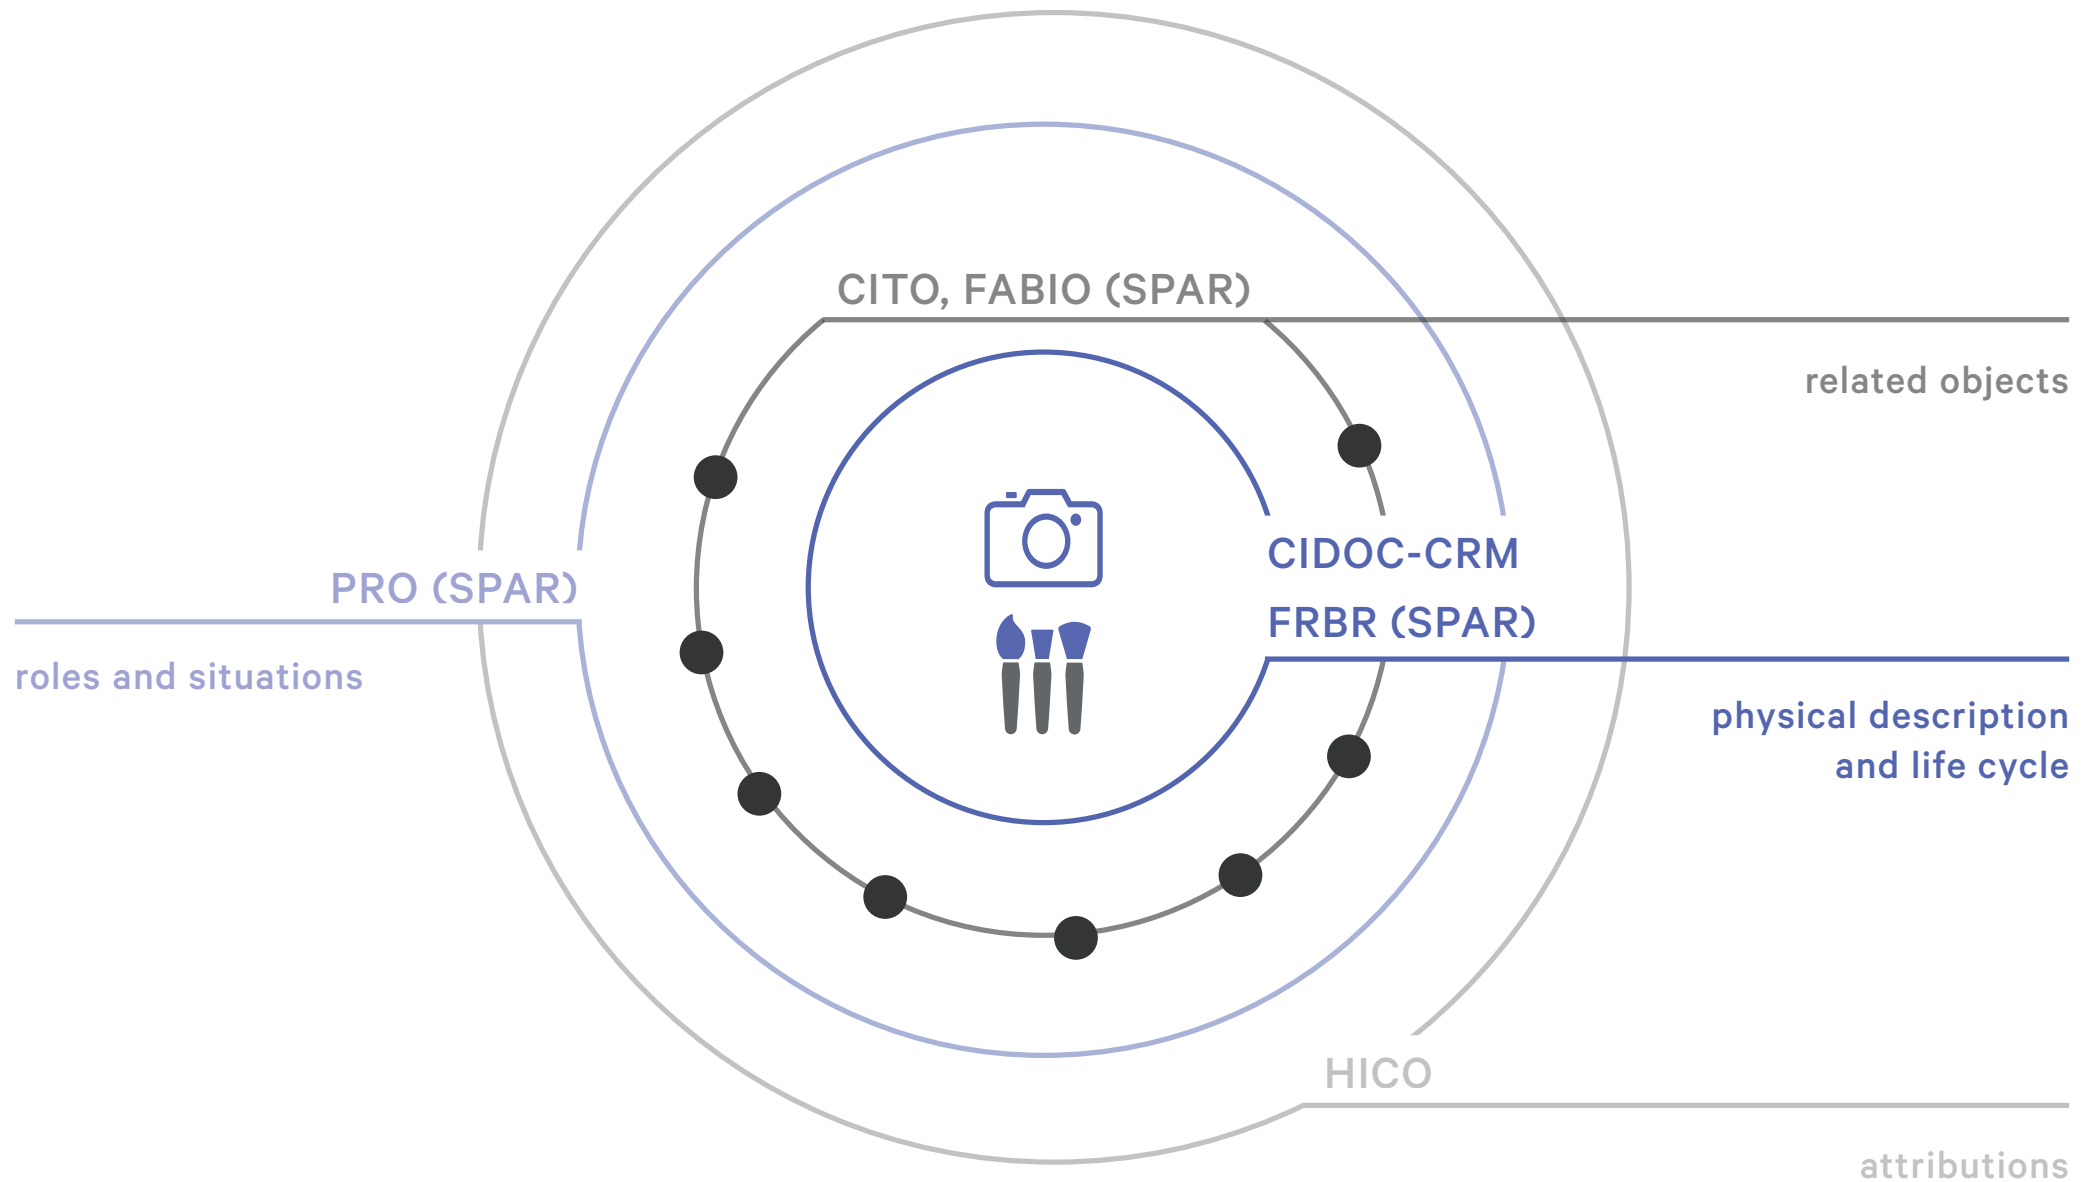 CITO, FABIO (SPAR)
related objects
CIDOC-CRM
PRO (SPAR)
FRBR (SPAR)
roles and situations
physical description
and life cycle
HICO
attributions